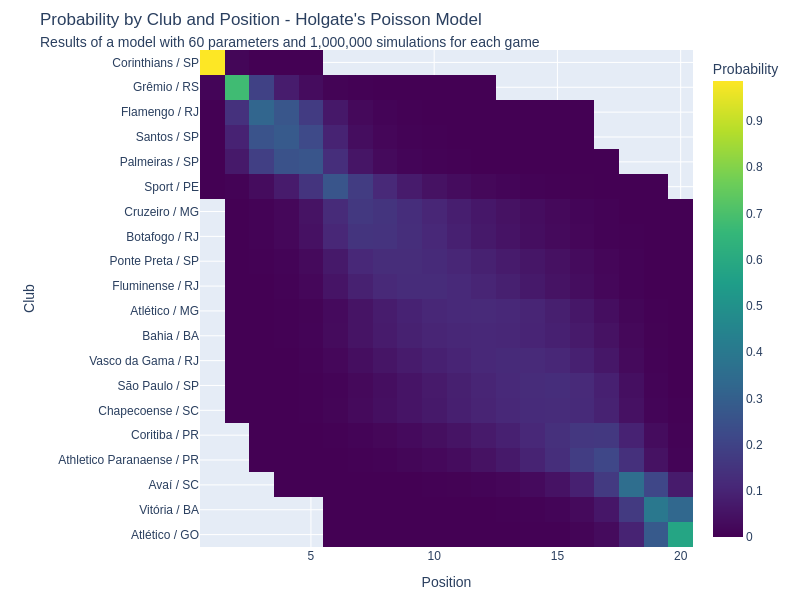 Probability by Club and Position - Holgate's Poisson Model
Results of a model with 60 parameters and 1,000,000 simulations for each game
Corinthians / SP
Grêmio / RS
Flamengo / RJ
Santos / SP
Palmeiras / SP
Sport / PE
Cruzeiro / MG
Botafogo / RJ
Ponte Preta / SP
Fluminense / RJ
Atlético / MG
Bahia / BA
Vasco da Gama / RJ
São Paulo / SP
Chapecoense / SC
Coritiba / PR
Athletico Paranaense / PR
Avaí / SC
Vitória / BA
Atlético / GO
Club
5
10
15
20
Position
Probability
0.9
0.8
0.7
0.6
0.5
0.4
0.3
0.2
0.1
0